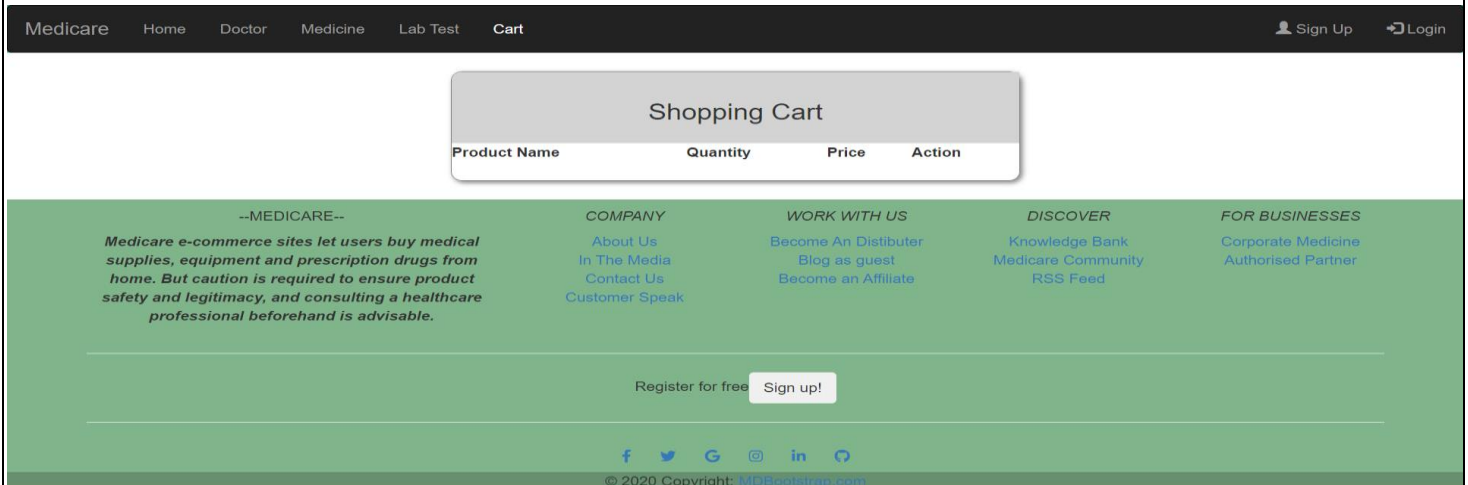 Medicare Home Doctor Medicine Lab Test Cart Sign Up Login
Shopping Cart
Product Name Quantity Price Action
--MEDICARE--
Medicare e-commerce sites let users buy medical
supplies, equipment and prescription drugs from
home. But caution is required to ensure product
safety and legitimacy, and consulting a healthcare
professional beforehand is advisable.
COMPANY
About Us
In The Media
Contact Us
Customer Speak
WORK WITH US
Become An Distibuter
Blog as guest
Become an Affiliate
DISCOVER
Knowledge Bank
Medicare Community
RSS Feed
FOR BUSINESSES
Corporate Medicine
Authorised Partner
Register for free Sign up!
© 2020 Copyright: MDBootstrap.com